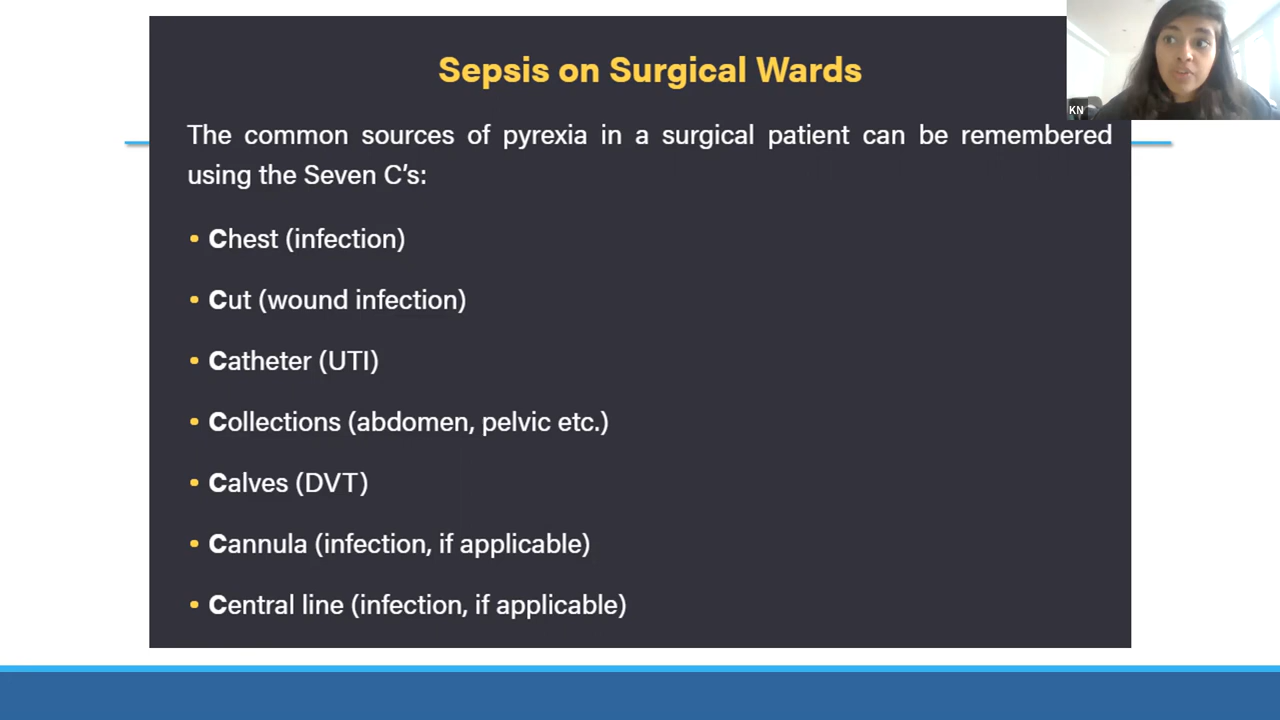 Sepsis on Surgical Wards
KN
The common sources of pyrexia in a surgical patient can be remembered
using the Seven C's:
• Chest (infection)
• Cut (wound infection)
• Catheter (UTI)
• Collections (abdomen, pelvic etc.)
• Calves (DVT)
• Cannula (infection, if applicable)
• Central line (infection, if applicable)